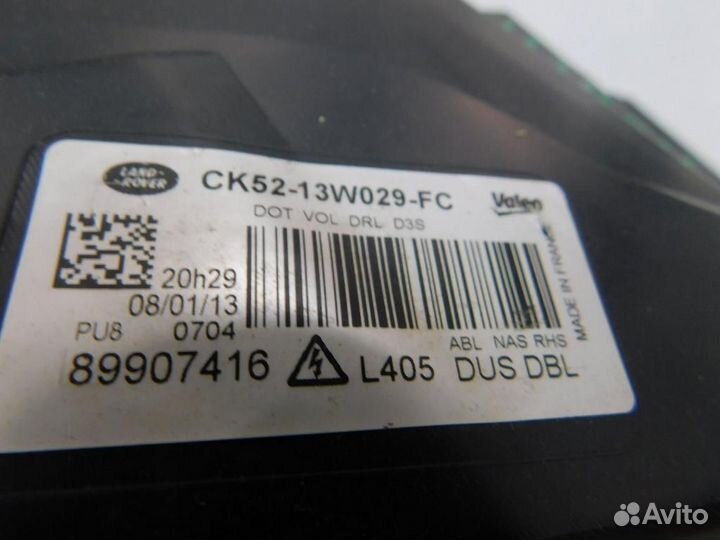 LAND-
ROVER
CK52-13W029-FC
Valeo
DOT VOL DRL D3S
20h29
08/01/13
PU8 0704
ABL NAS RHS
MADE IN FRANCE
89907416 L405 DUS DBL
Avito